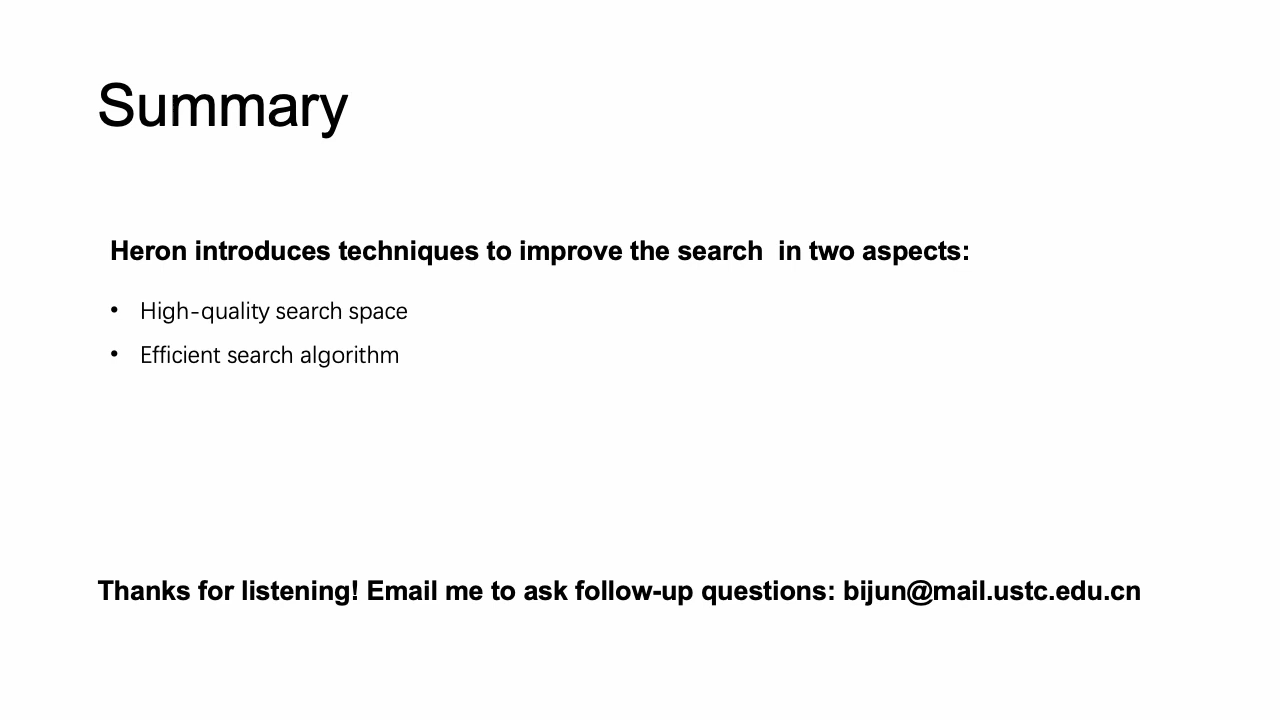 Summary
Heron introduces techniques to improve the search  in two aspects:
• High-quality search space
• Efficient search algorithm
Thanks for listening! Email me to ask follow-up questions: bijun@mail.ustc.edu.cn